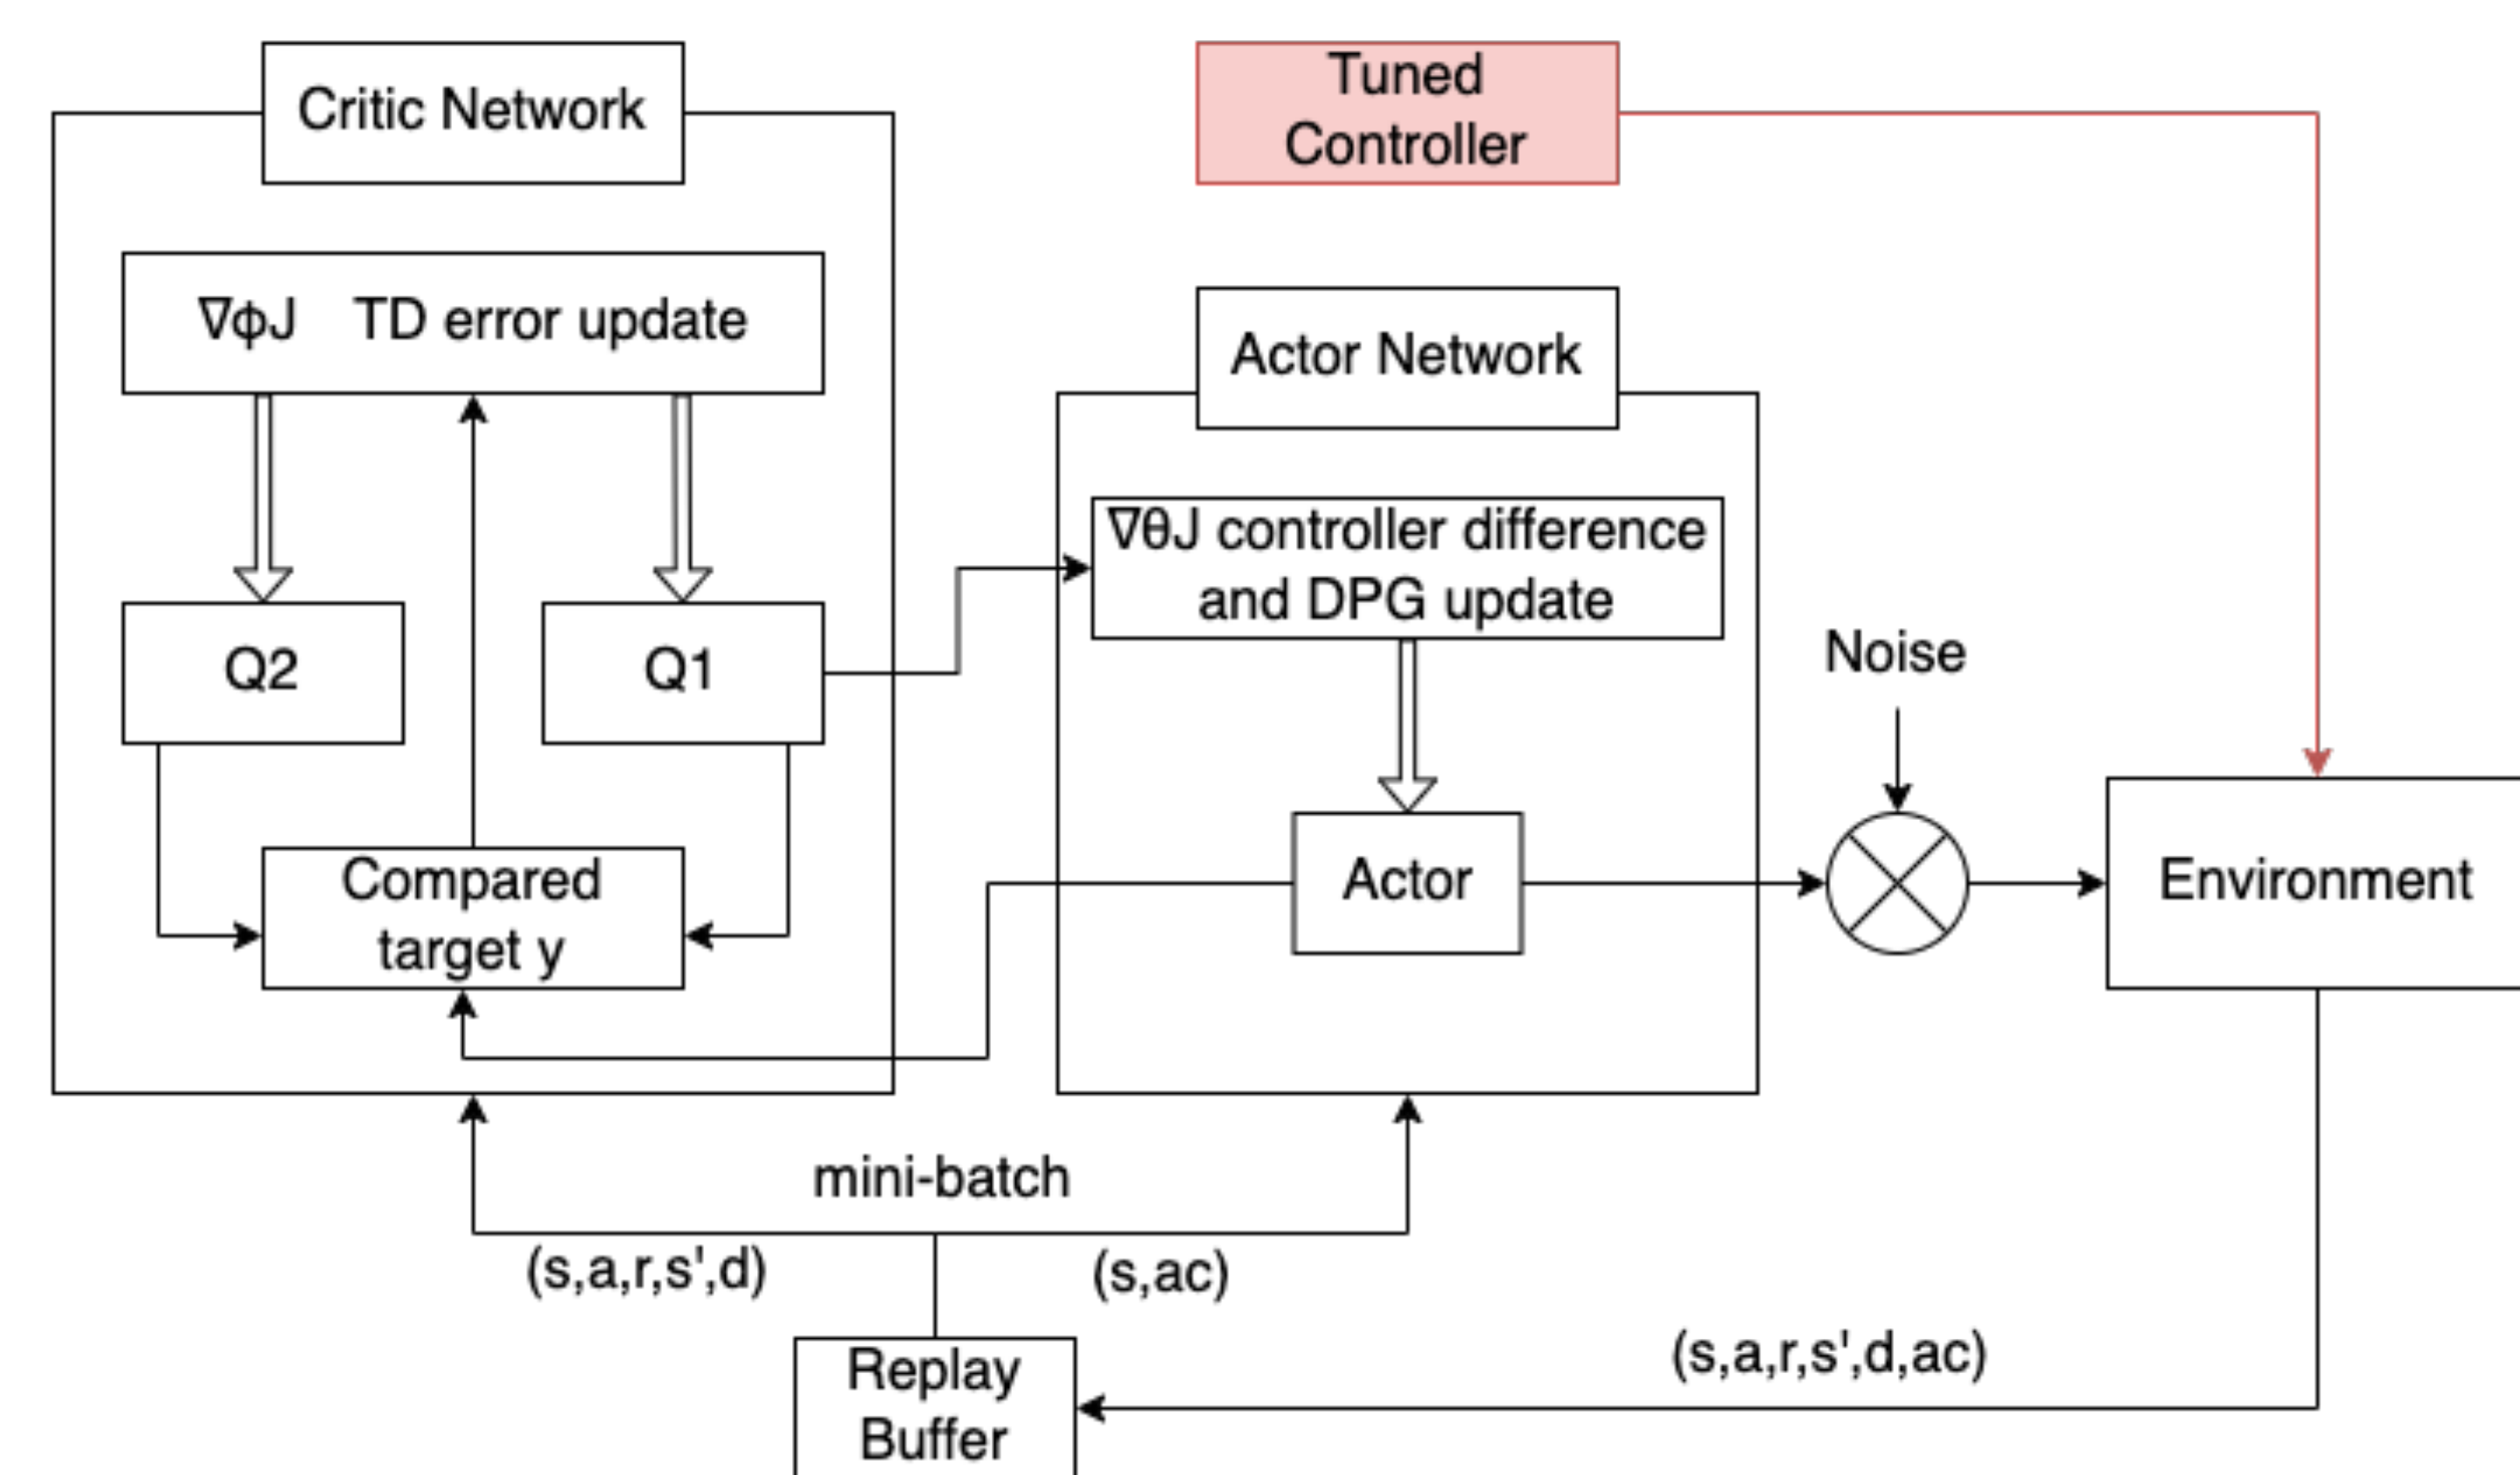 Critic Network
Tuned
Controller
∇ϕJ TD error update
Actor Network
∇θJ controller difference
and DPG update
Q2
Q1
Noise
Compared
target y
Actor
Environment
mini-batch
(s,a,r,s',d)
(s,ac)
(s,a,r,s',d,ac)
Replay
Buffer